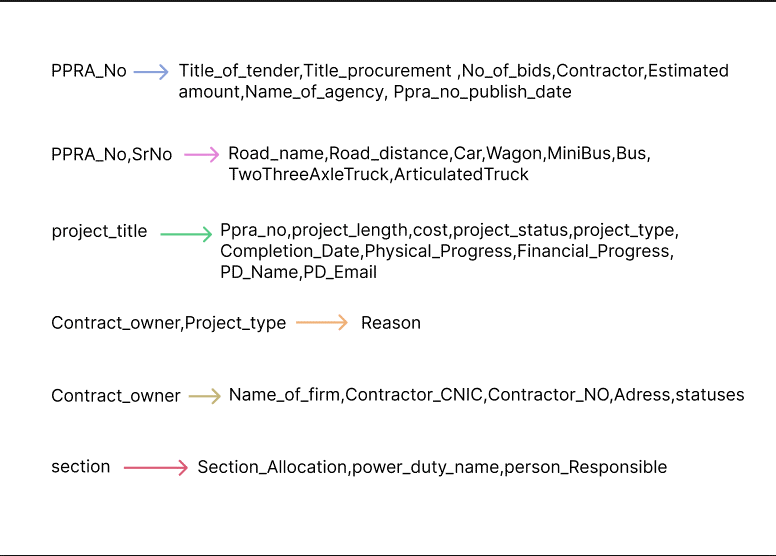 PPRA_No Title_of_tender,Title_procurement ,No_of_bids,Contractor,Estimated
amount,Name_of_agency, Ppra_no_publish_date
PPRA_No,SrNo Road_name,Road_distance,Car,Wagon,MiniBus,Bus,
TwoThreeAxleTruck,ArticulatedTruck
project_title Ppra_no,project_length,cost,project_status,project_type,
Completion_Date,Physical_Progress,Financial_Progress,
PD_Name,PD_Email
Contract_owner,Project_type Reason
Contract_owner Name_of_firm,Contractor_CNIC,Contractor_NO,Adress,statuses
section Section_Allocation,power_duty_name,person_Responsible